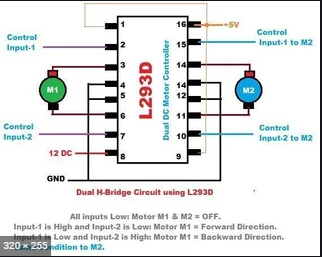 1
16
+5V
Control
Input-1
2
15
Control
Input-1 to M2
3
14
M1
4
14
M2
5
12
6
11
Control
Input-2
7
10
Control
Input-2 to M2
12 DC
8
9
L293D
Dual DC Motor Controller
GND
Dual H-Bridge Circuit using L293D
All inputs Low: Motor M1 & M2 = OFF.
Input-1 is High and Input-2 is Low: Motor M1 = Forward Direction.
Input-1 is Low and Input-2 is High: Motor M1 = Backward Direction.
condition to M2.
320 × 255